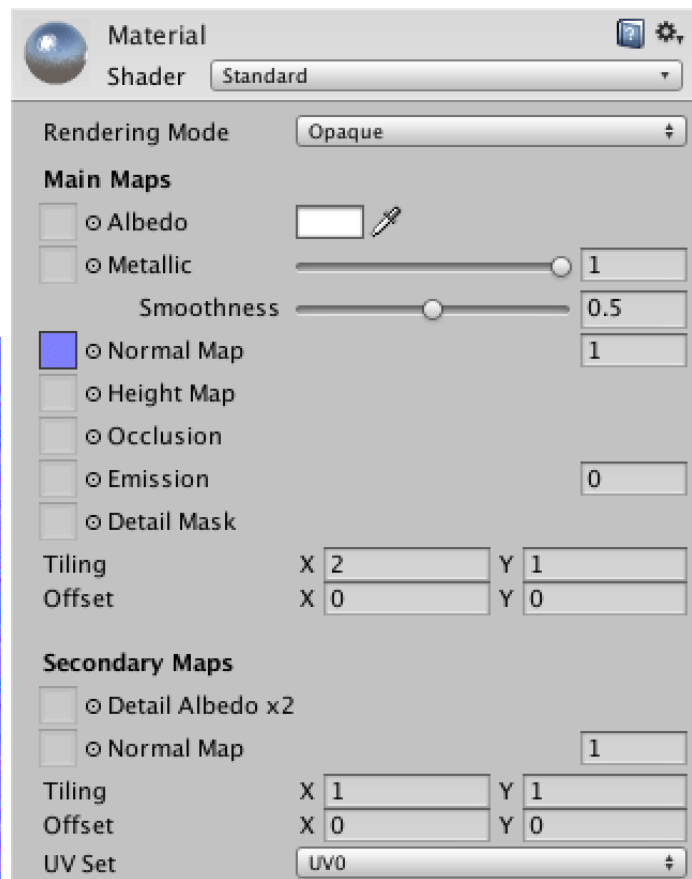 Material
Shader Standard
Rendering Mode Opaque
Main Maps
Albedo
Metallic 1
Smoothness 0.5
Normal Map 1
Height Map
Occlusion
Emission 0
Detail Mask
Tiling X 2 Y 1
Offset X 0 Y 0
Secondary Maps
Detail Albedo x2
Normal Map 1
Tiling X 1 Y 1
Offset X 0 Y 0
UV Set UV0